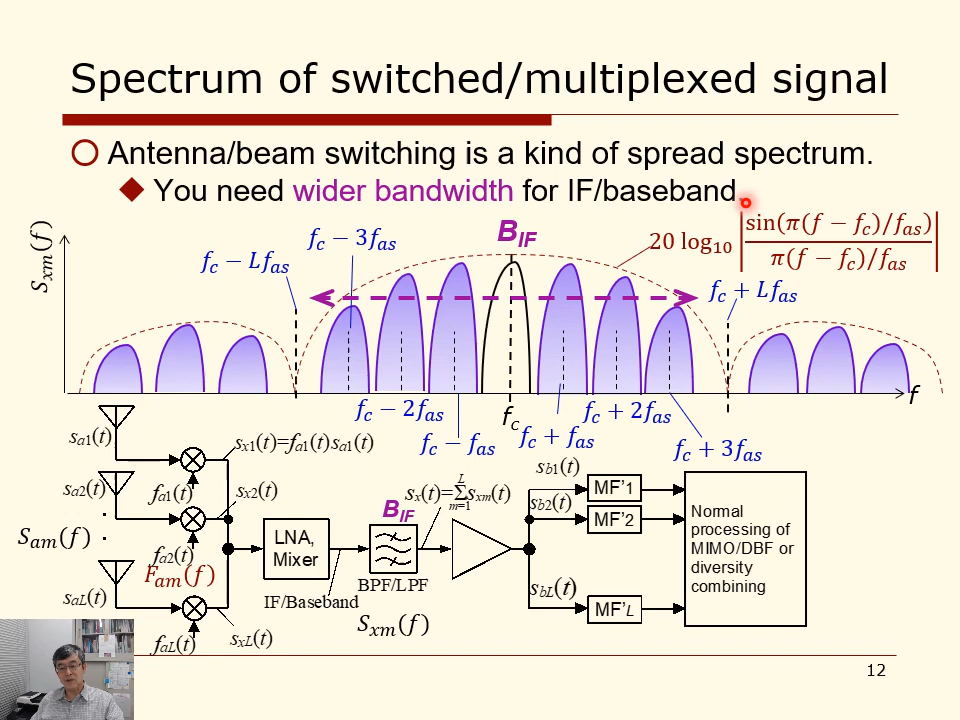 Spectrum of switched/multiplexed signal
Antenna/beam switching is a kind of spread spectrum.
You need wider bandwidth for IF/baseband.
S_xm(f)
f_c − Lf_as
f_c − 3f_as
B_IF
20 log₁₀ |sin(π(f − f_c)/f_as) / π(f − f_c)/f_as|
f_c + Lf_as
f
f_c − 2f_as
f_c − f_as
f_c
f_c + f_as
f_c + 2f_as
f_c + 3f_as
s_a1(t)
s_x1(t)=f_a1(t)s_a1(t)
f_a1(t)
s_a2(t)
s_x2(t)
S_am(f)
f_a2(t)
F_am(f)
s_aL(t)
f_aL(t)
s_xL(t)
LNA,
Mixer
IF/Baseband
B_IF
BPF/LPF
S_xm(f)
s_x(t)=Σ_{m=1}^{L} s_xm(t)
s_b1(t)
s_b2(t)
s_bL(t)
MF'1
MF'2
MF'L
Normal
processing of
MIMO/DBF or
diversity
combining
12